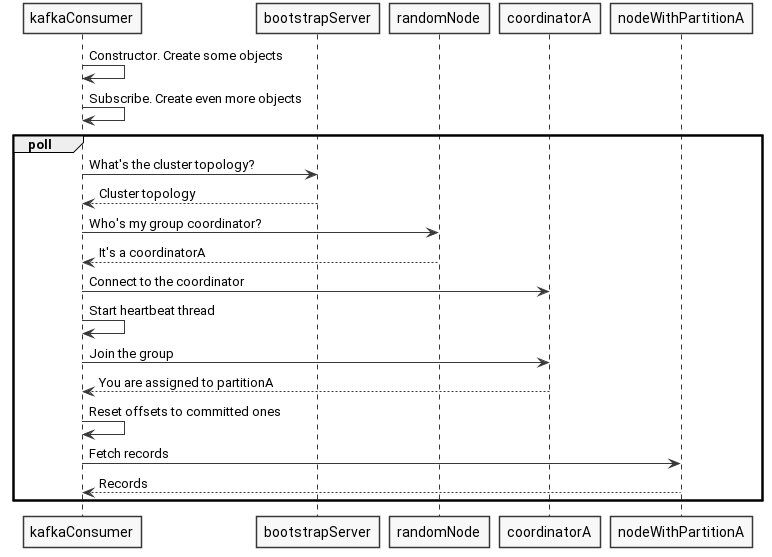 kafkaConsumer bootstrapServer randomNode coordinatorA nodeWithPartitionA
Constructor. Create some objects
Subscribe. Create even more objects
poll
What's the cluster topology?
Cluster topology
Who's my group coordinator?
It's a coordinatorA
Connect to the coordinator
Start heartbeat thread
Join the group
You are assigned to partitionA
Reset offsets to committed ones
Fetch records
Records
kafkaConsumer bootstrapServer randomNode coordinatorA nodeWithPartitionA